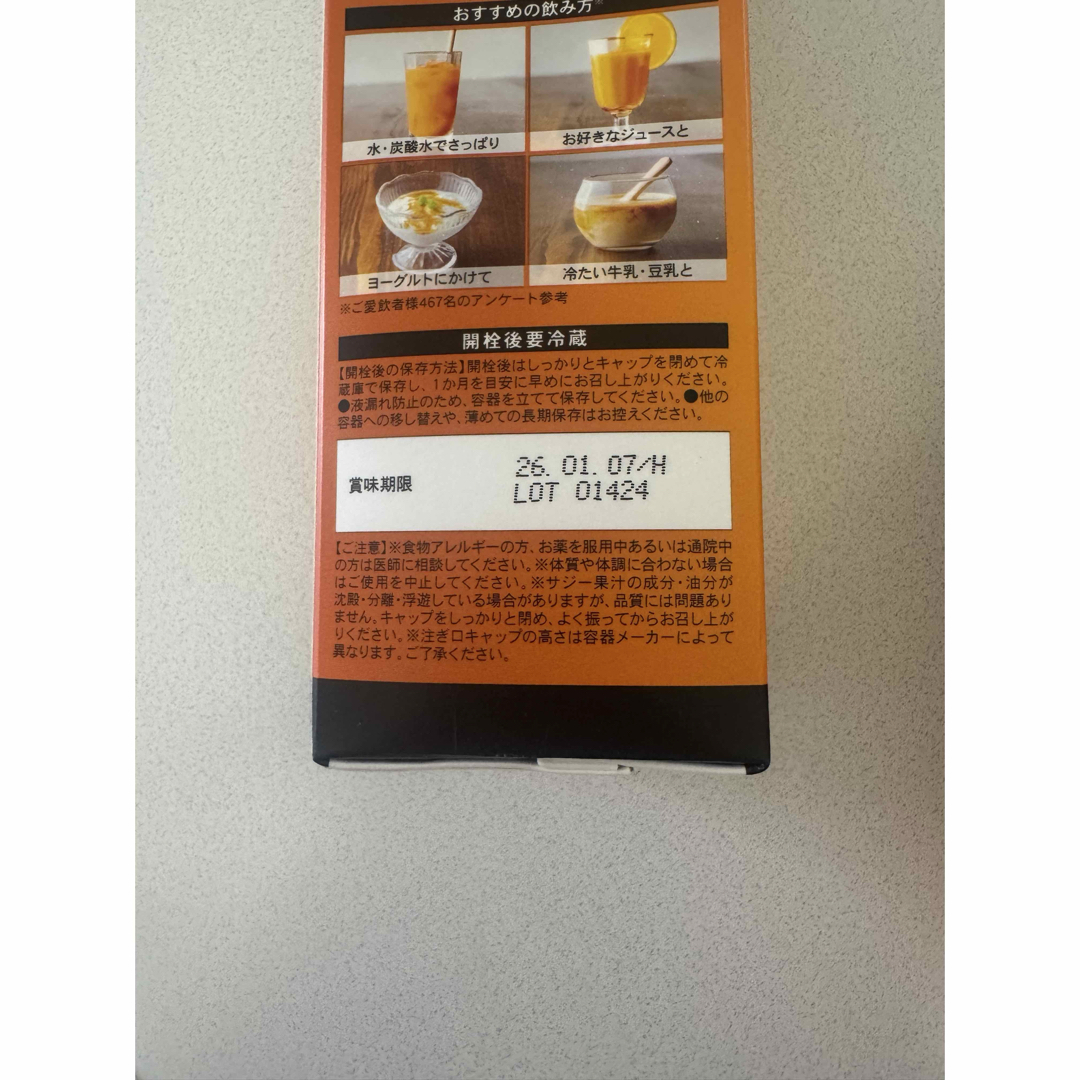 おすすめの飲み方※
水・炭酸水でさっぱり
お好きなジュースと
ヨーグルトにかけて
冷たい牛乳・豆乳と
※ご愛飲者様467名のアンケート参考
開栓後要冷蔵
【開栓後の保存方法】開栓後はしっかりとキャップを閉めて冷
蔵庫で保存し、1か月を目安に早めにお召し上がりください。
●液漏れ防止のため、容器を立てて保存してください。●他の
容器への移し替えや、薄めての長期保存はお控えください。
賞味期限
26. 01. 07/H
LOT 01424
【ご注意】※食物アレルギーの方、お薬を服用中あるいは通院中
の方は医師に相談してください。※体質や体調に合わない場合
はご使用を中止してください。※サジー果汁の成分・油分が
沈殿・分離・浮遊している場合がありますが、品質には問題あり
ません。キャップをしっかりと閉め、よく振ってからお召し上が
りください。※注ぎ口キャップの高さは容器メーカーによって
異なります。ご了承ください。